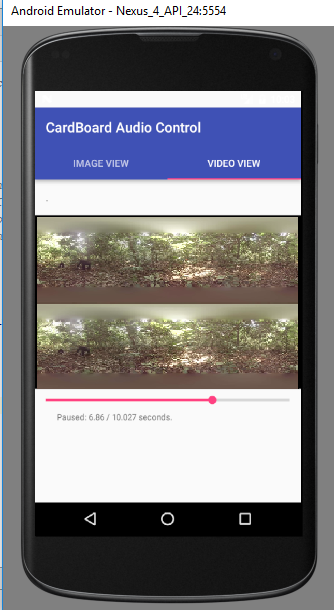 Android Emulator - Nexus_4_API_24:5554
CardBoard Audio Control
IMAGE VIEW VIDEO VIEW
.
Paused: 6.86 / 10.027 seconds.